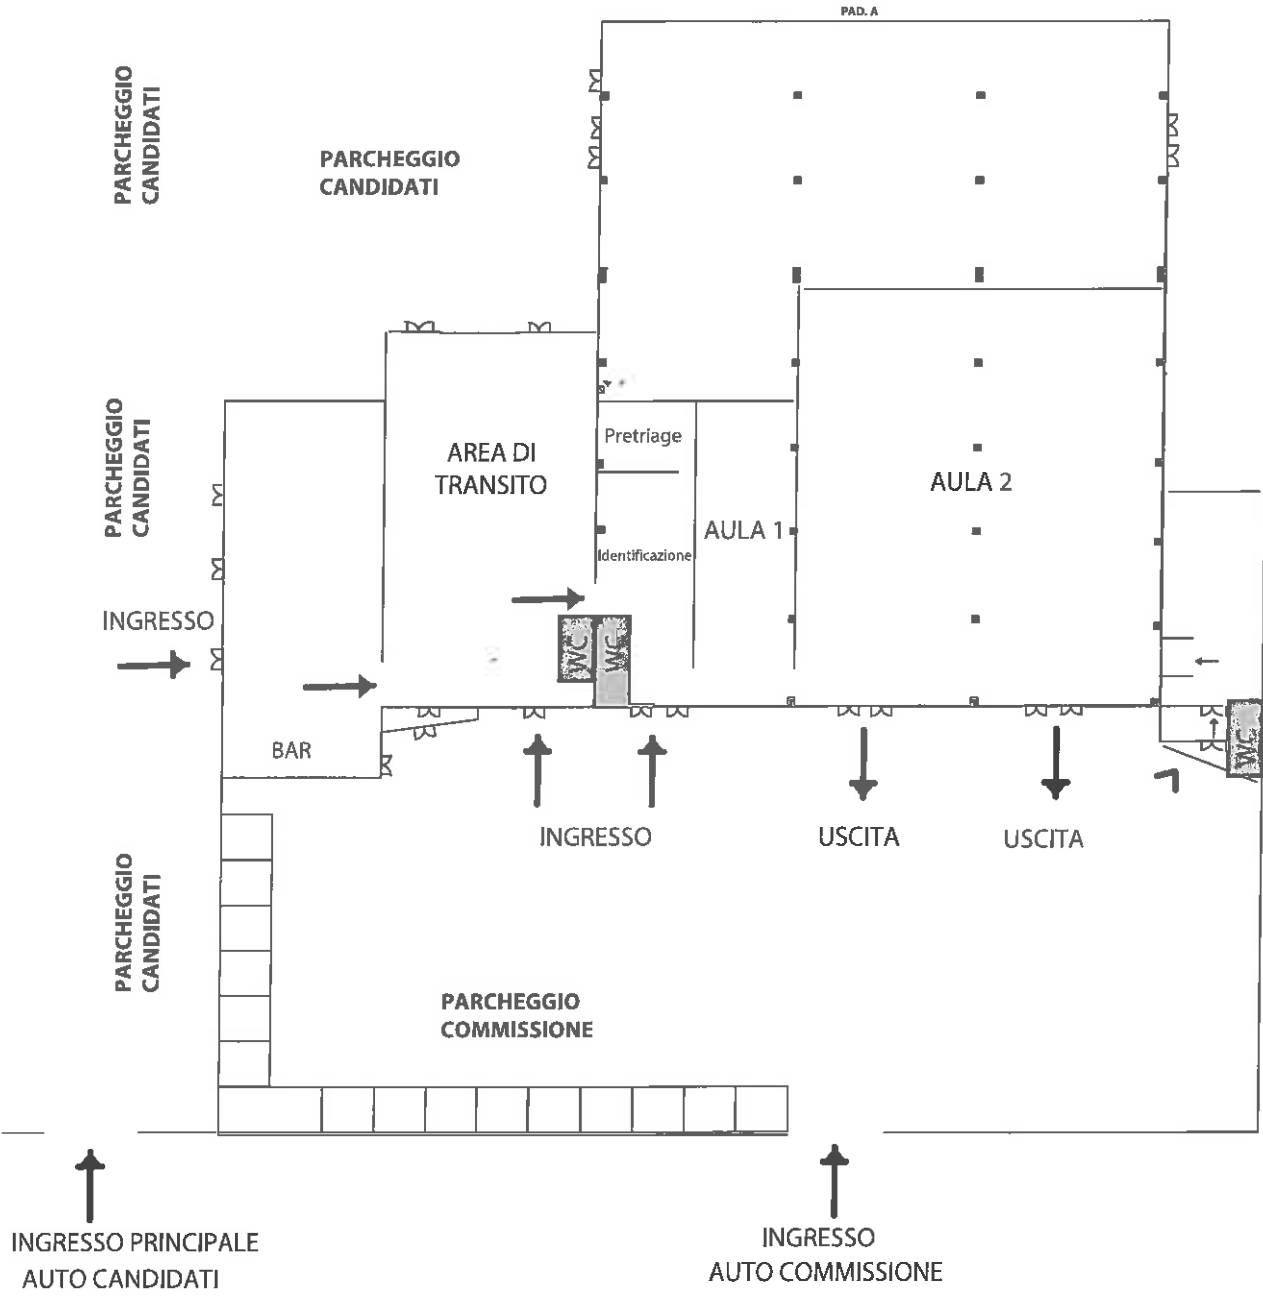 PAD. A
PARCHEGGIO
CANDIDATI
PARCHEGGIO
CANDIDATI
PARCHEGGIO
CANDIDATI
AREA DI
TRANSITO
Pretriage
AULA 2
AULA 1
Identificazione
INGRESSO
WC
WC
BAR
WC
INGRESSO
USCITA
USCITA
PARCHEGGIO
CANDIDATI
PARCHEGGIO
COMMISSIONE
INGRESSO PRINCIPALE
AUTO CANDIDATI
INGRESSO
AUTO COMMISSIONE